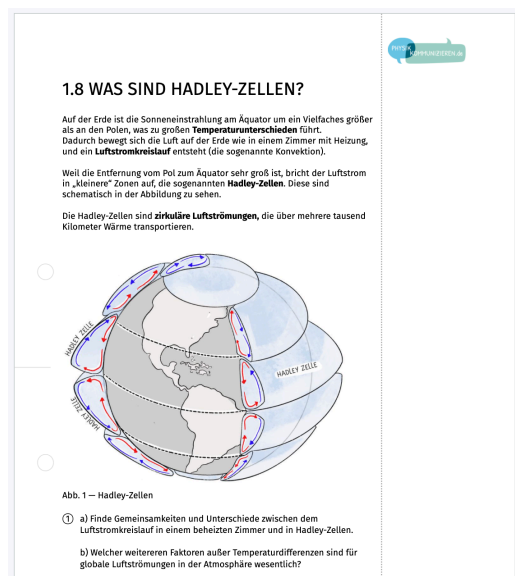 PHYSIK
KOMMUNIZIEREN.de
1.8 WAS SIND HADLEY-ZELLEN?
Auf der Erde ist die Sonneneinstrahlung am Äquator um ein Vielfaches größer
als an den Polen, was zu großen Temperaturunterschieden führt.
Dadurch bewegt sich die Luft auf der Erde wie in einem Zimmer mit Heizung,
und ein Luftstromkreislauf entsteht (die sogenannte Konvektion).
Weil die Entfernung vom Pol zum Äquator sehr groß ist, bricht der Luftstrom
in „kleinere“ Zonen auf, die sogenannten Hadley-Zellen. Diese sind
schematisch in der Abbildung zu sehen.
Die Hadley-Zellen sind zirkuläre Luftströmungen, die über mehrere tausend
Kilometer Wärme transportieren.
HADLEY ZELLE
HADLEY ZELLE
HADLEY ZELLE
Abb. 1 — Hadley-Zellen
1 a) Finde Gemeinsamkeiten und Unterschiede zwischen dem
Luftstromkreislauf in einem beheizten Zimmer und in Hadley-Zellen.
b) Welcher weitereren Faktoren außer Temperaturdifferenzen sind für
globale Luftströmungen in der Atmosphäre wesentlich?